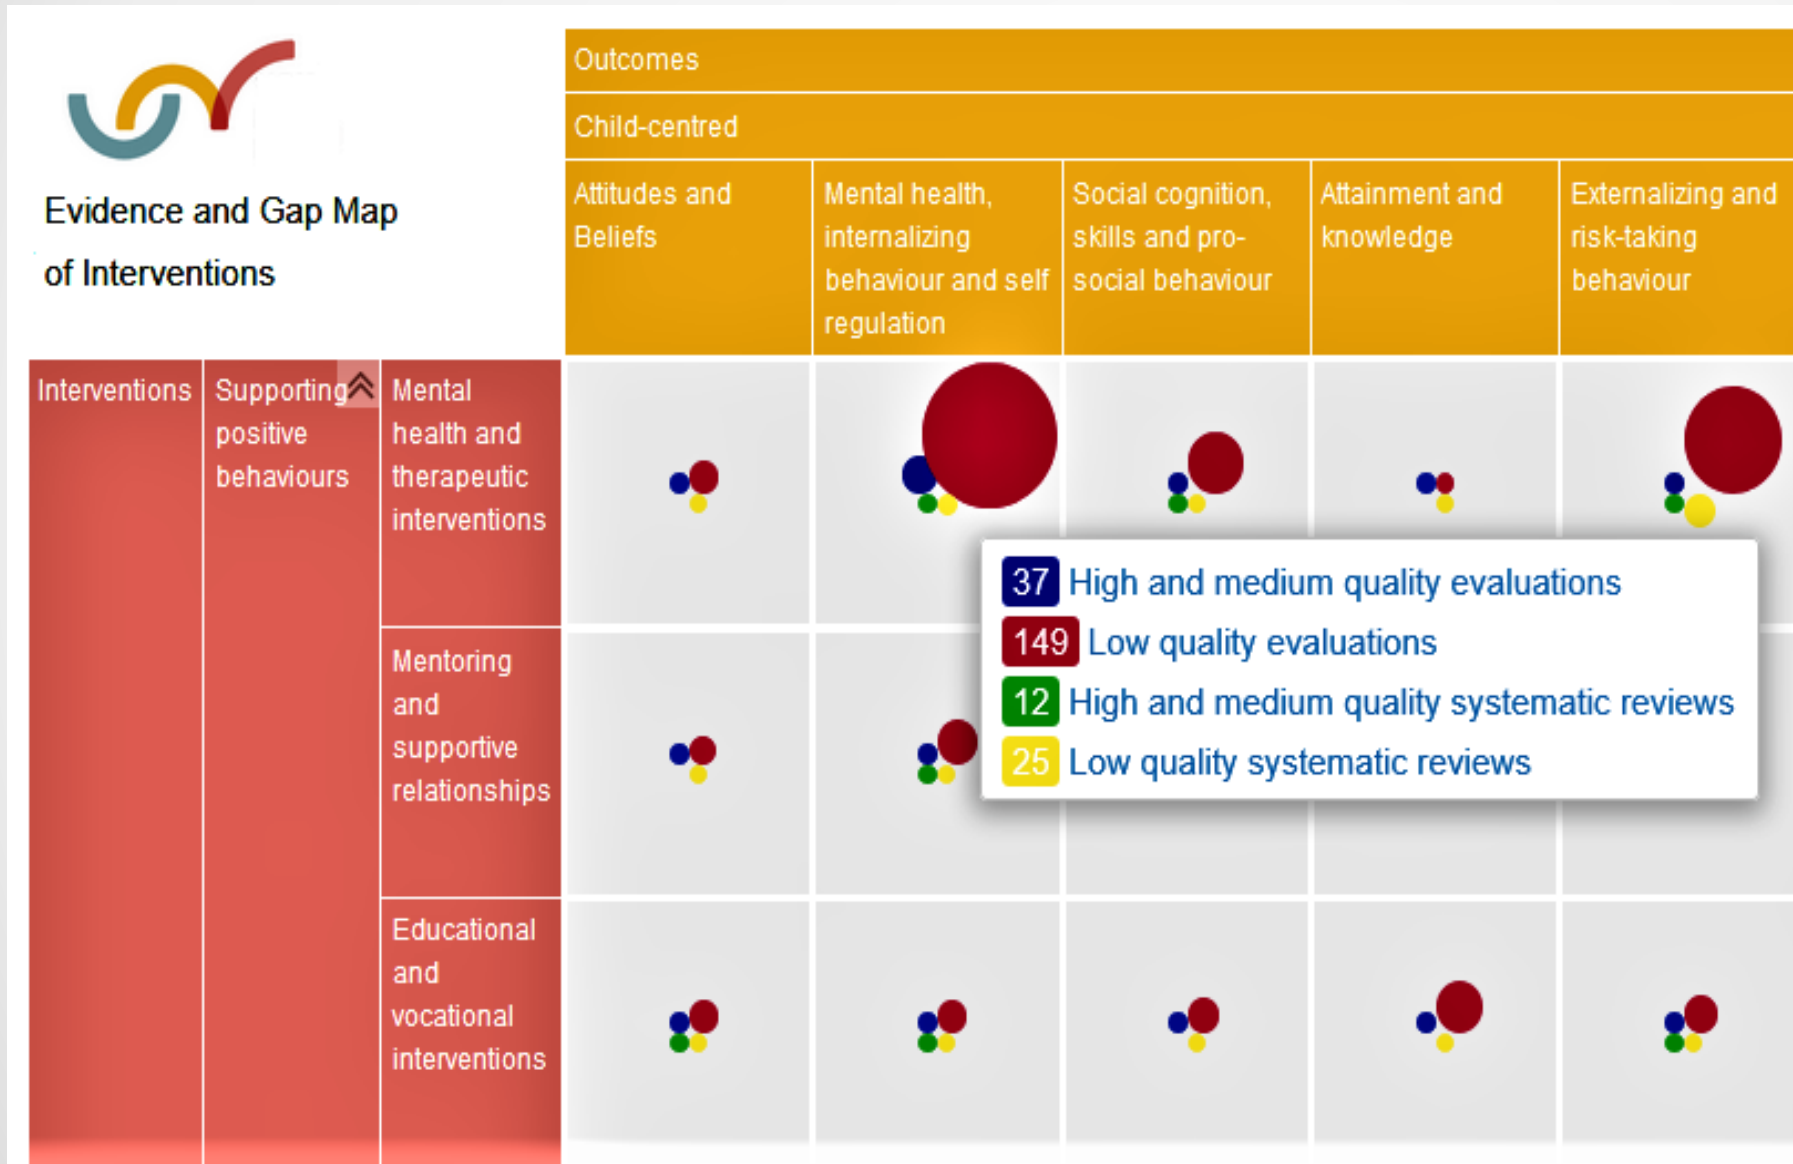 Evidence and Gap Map
of Interventions
Outcomes
Child-centred
Attitudes and
Beliefs
Mental health,
internalizing
behaviour and self
regulation
Social cognition,
skills and pro-
social behaviour
Attainment and
knowledge
Externalizing and
risk-taking
behaviour
Interventions
Supporting
positive
behaviours
Mental
health and
therapeutic
interventions
37 High and medium quality evaluations
149 Low quality evaluations
12 High and medium quality systematic reviews
25 Low quality systematic reviews
Mentoring
and
supportive
relationships
Educational
and
vocational
interventions